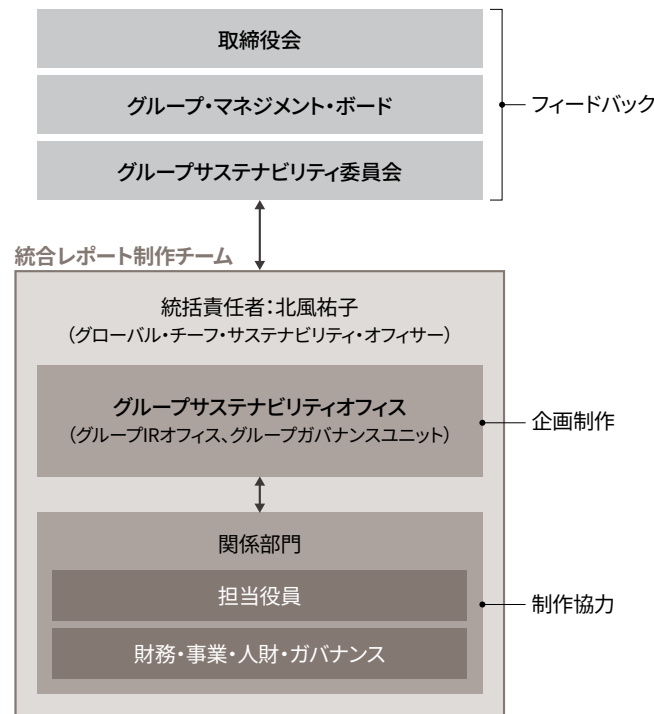 取締役会
グループ・マネジメント・ボード
フィードバック
グループサステナビリティ委員会
統合レポート制作チーム
統括責任者：北風祐子
（グローバル・チーフ・サステナビリティ・オフィサー）
グループサステナビリティオフィス
（グループIRオフィス、グループガバナンスユニット）
企画制作
関係部門
担当役員
制作協力
財務・事業・人財・ガバナンス